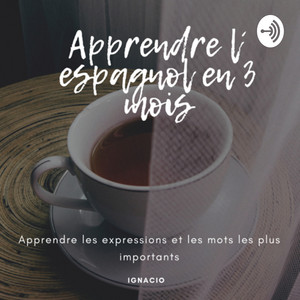 Apprendre l'
espagnol en 3
mois
Apprendre les expressions et les mots les plus
importants
IGNACIO